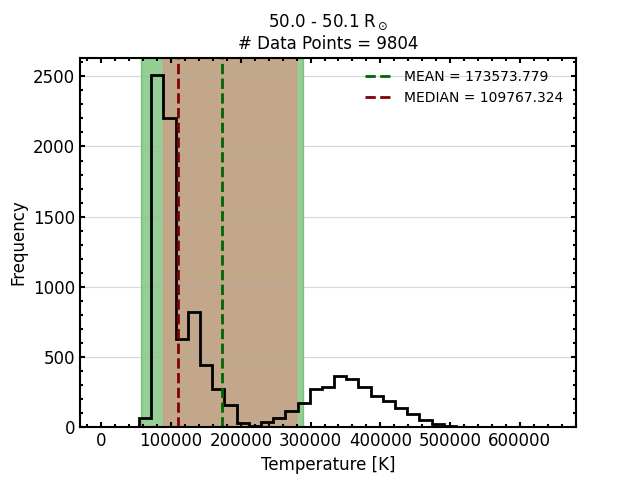 50.0 - 50.1 R⊙
# Data Points = 9804
MEAN = 173573.779
MEDIAN = 109767.324
2500
2000
1500
1000
500
0
Frequency
0 100000 200000 300000 400000 500000 600000
Temperature [K]